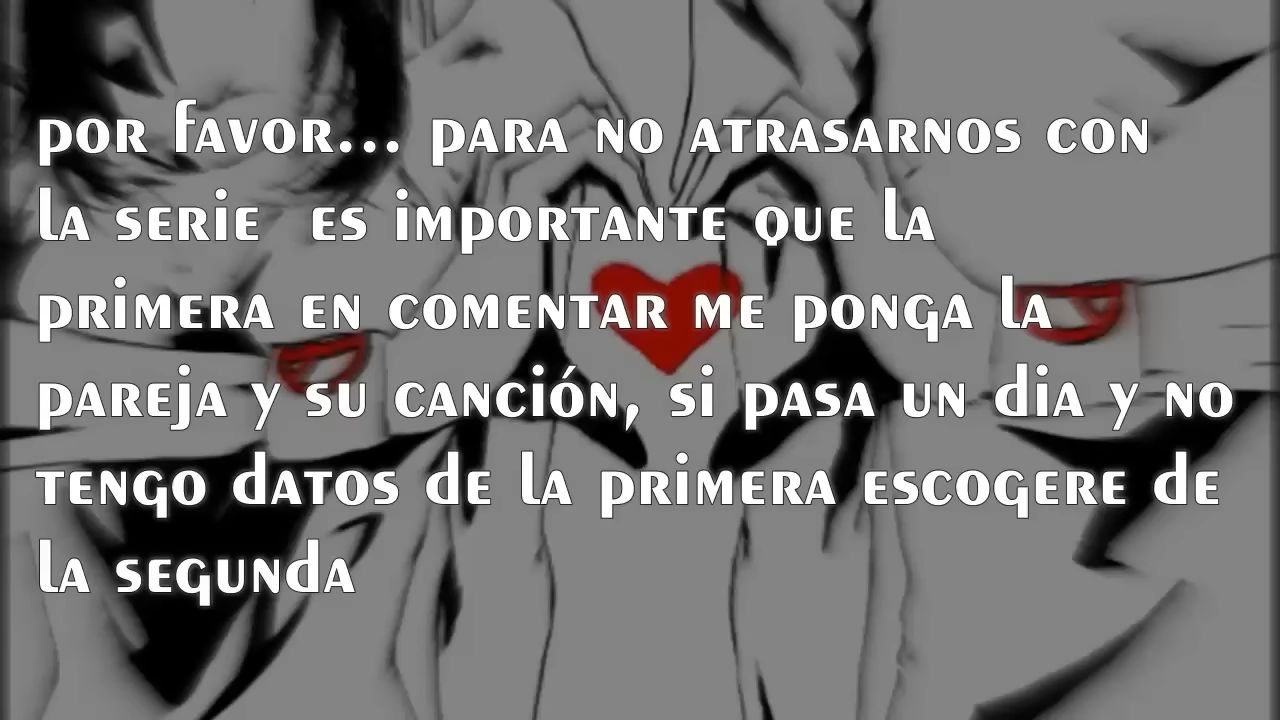 por favor... para no atrasarnos con
la serie  es importante que la
primera en comentar me ponga la
pareja y su canción, si pasa un dia y no
tengo datos de la primera escogere de
la segunda